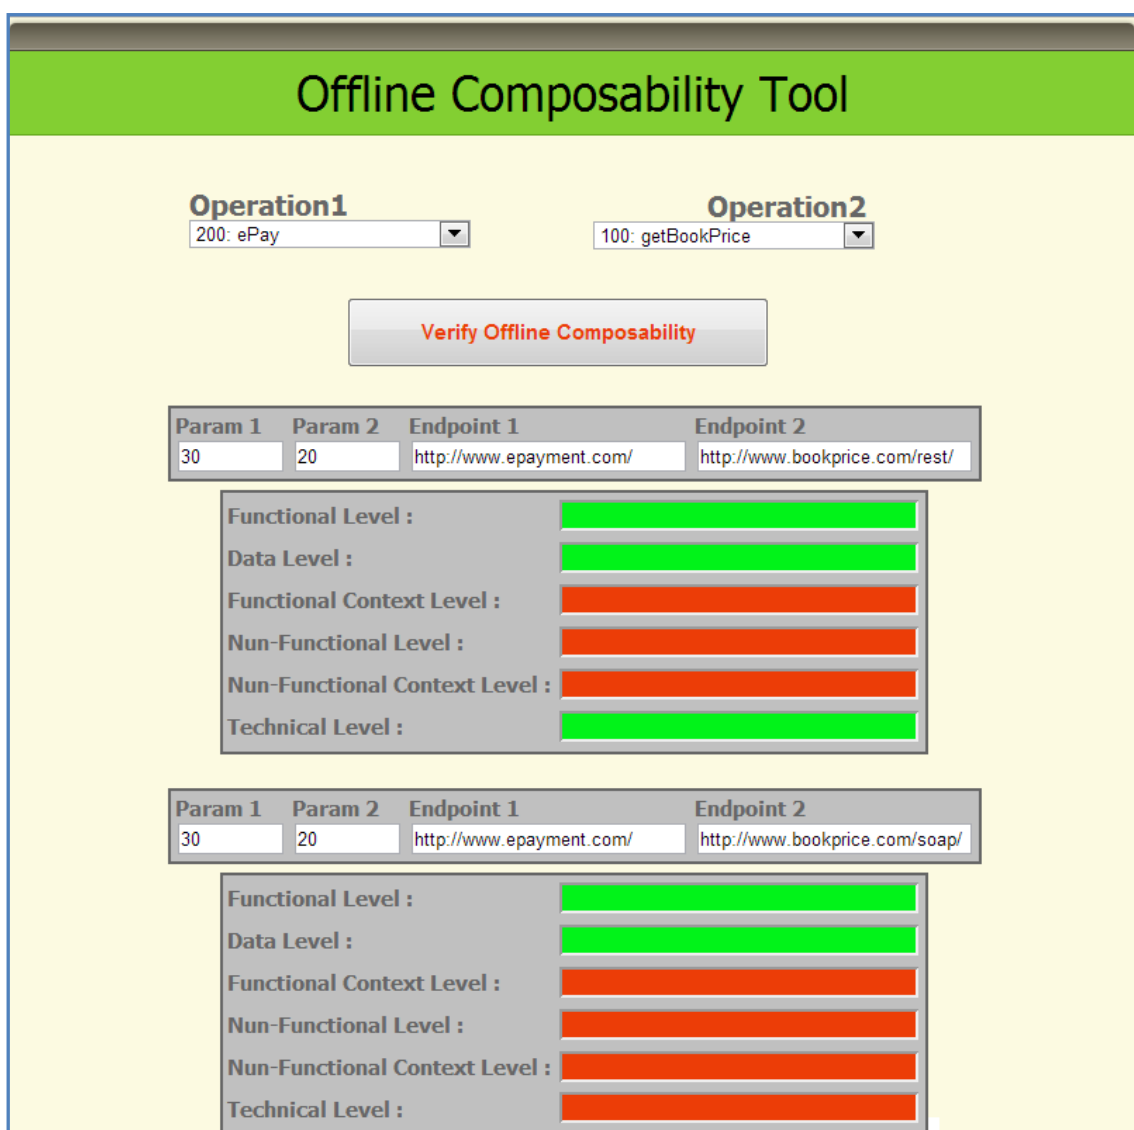 Offline Composability Tool
Operation1 Operation2
200: ePay 100: getBookPrice
Verify Offline Composability
Param 1 Param 2 Endpoint 1 Endpoint 2
30 20 http://www.epayment.com/ http://www.bookprice.com/rest/
Functional Level :
Data Level :
Functional Context Level :
Nun-Functional Level :
Nun-Functional Context Level :
Technical Level :
Param 1 Param 2 Endpoint 1 Endpoint 2
30 20 http://www.epayment.com/ http://www.bookprice.com/soap/
Functional Level :
Data Level :
Functional Context Level :
Nun-Functional Level :
Nun-Functional Context Level :
Technical Level :